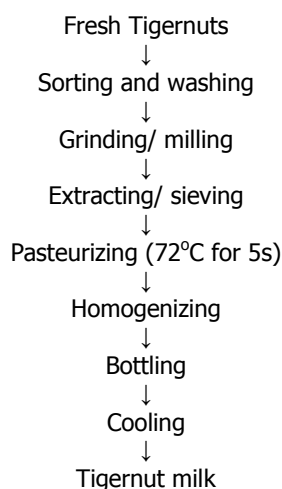 Fresh Tigernuts
↓
Sorting and washing
↓
Grinding/ milling
↓
Extracting/ sieving
↓
Pasteurizing (72°C for 5s)
↓
Homogenizing
↓
Bottling
↓
Cooling
↓
Tigernut milk